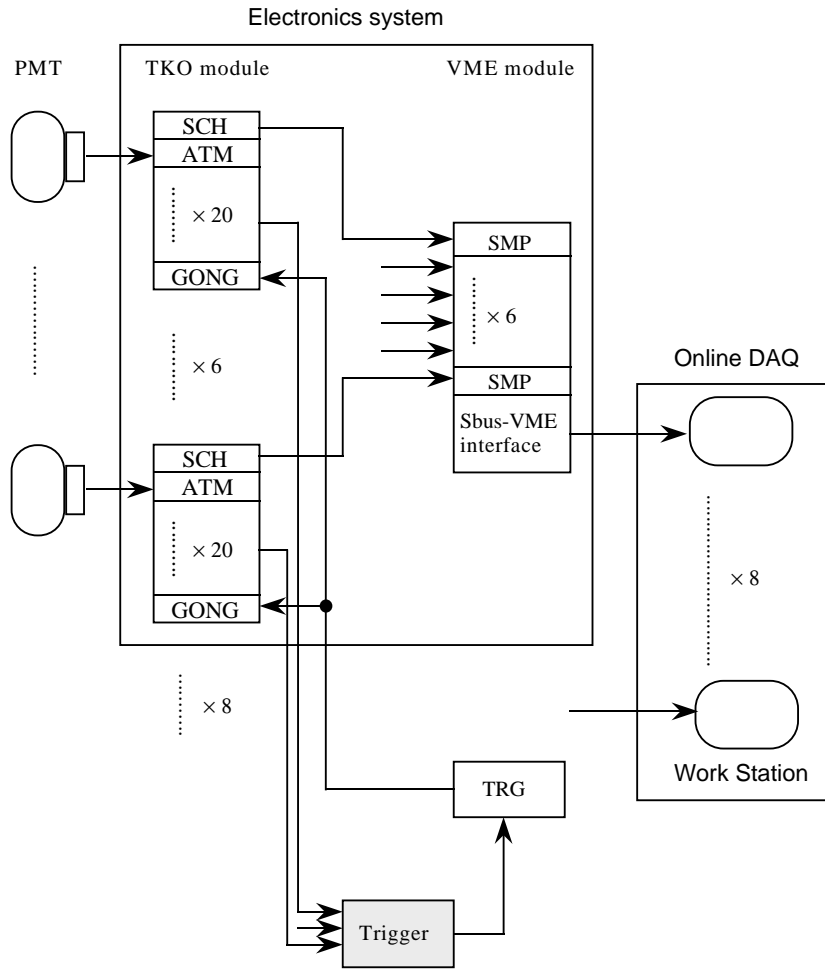 Electronics system
PMT
TKO module
VME module
SCH
ATM
× 20
GONG
× 6
SCH
ATM
× 20
GONG
× 8
SMP
× 6
SMP
Sbus-VME
interface
Online DAQ
× 8
Work Station
TRG
Trigger